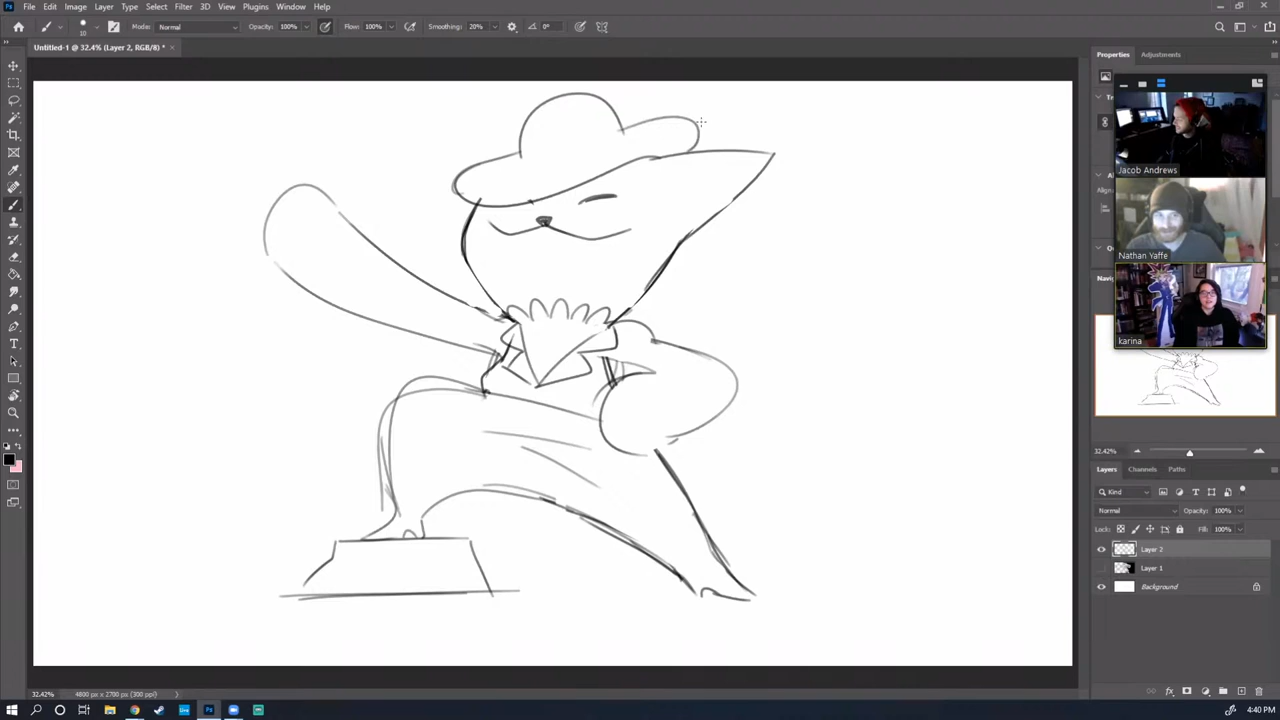 File Edit Image Layer Type Select Filter 3D View Plugins Window Help
Mode: Normal Opacity: 100% Flow: 100% Smoothing: 20% 0°
Untitled-1 @ 32.4% (Layer 2, RGB/8) *
Properties Adjustments
Jacob Andrews
Nathan Yaffe
karina
32.42%
Layers Channels Paths
Kind
Normal Opacity: 100%
Lock: Fill: 100%
Layer 2
Layer 1
Background
32.42% 4800 px x 2700 px (300 ppi)
4:40 PM